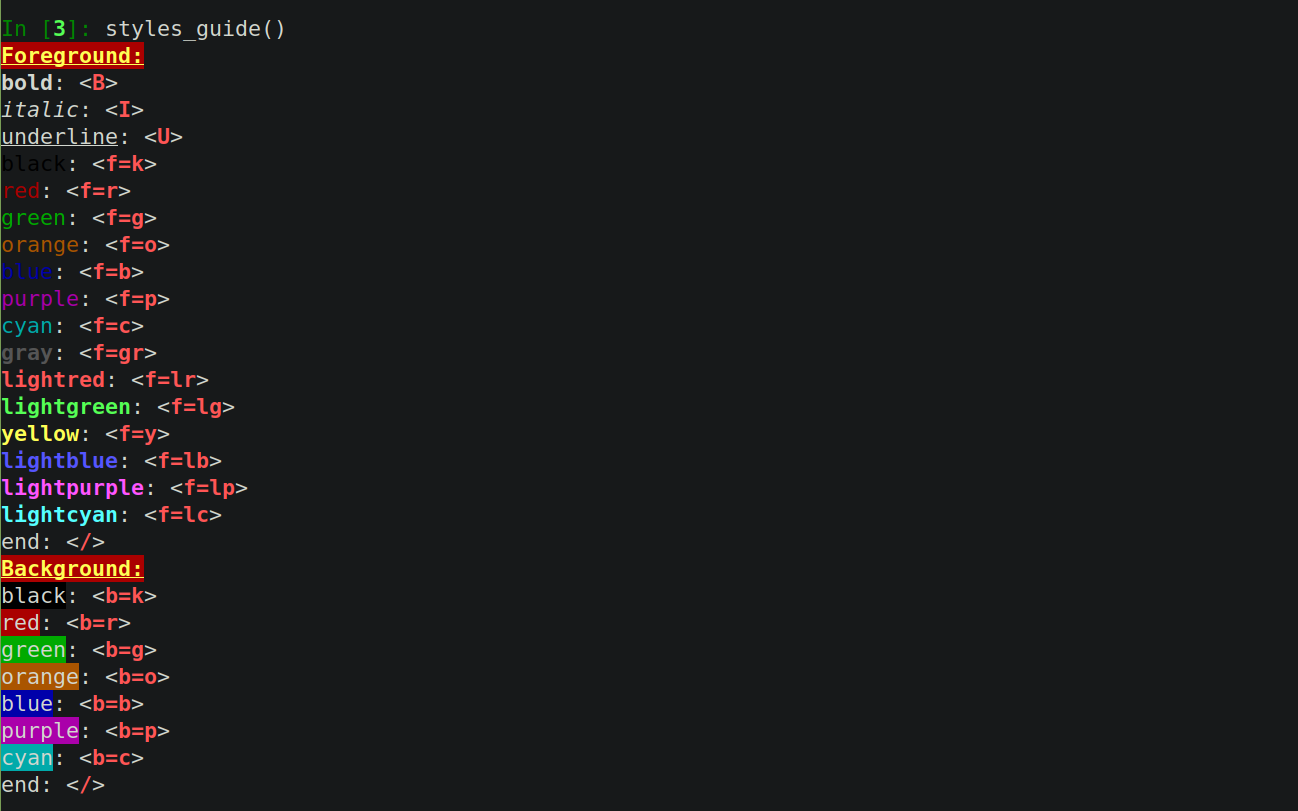 In [3]: styles_guide()
Foreground:
bold: <B>
italic: <I>
underline: <U>
black: <f=k>
red: <f=r>
green: <f=g>
orange: <f=o>
blue: <f=b>
purple: <f=p>
cyan: <f=c>
gray: <f=gr>
lightred: <f=lr>
lightgreen: <f=lg>
yellow: <f=y>
lightblue: <f=lb>
lightpurple: <f=lp>
lightcyan: <f=lc>
end: </>
Background:
black: <b=k>
red: <b=r>
green: <b=g>
orange: <b=o>
blue: <b=b>
purple: <b=p>
cyan: <b=c>
end: </>